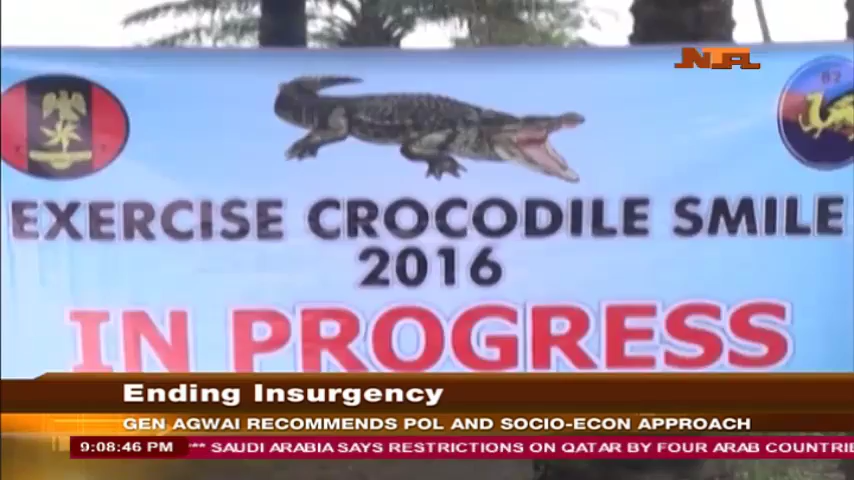 NTA
82
EXERCISE CROCODILE SMILE
2016
IN PROGRESS
Ending Insurgency
GEN AGWAI RECOMMENDS POL AND SOCIO-ECON APPROACH
9:08:46 PM *** SAUDI ARABIA SAYS RESTRICTIONS ON QATAR BY FOUR ARAB COUNTRIE